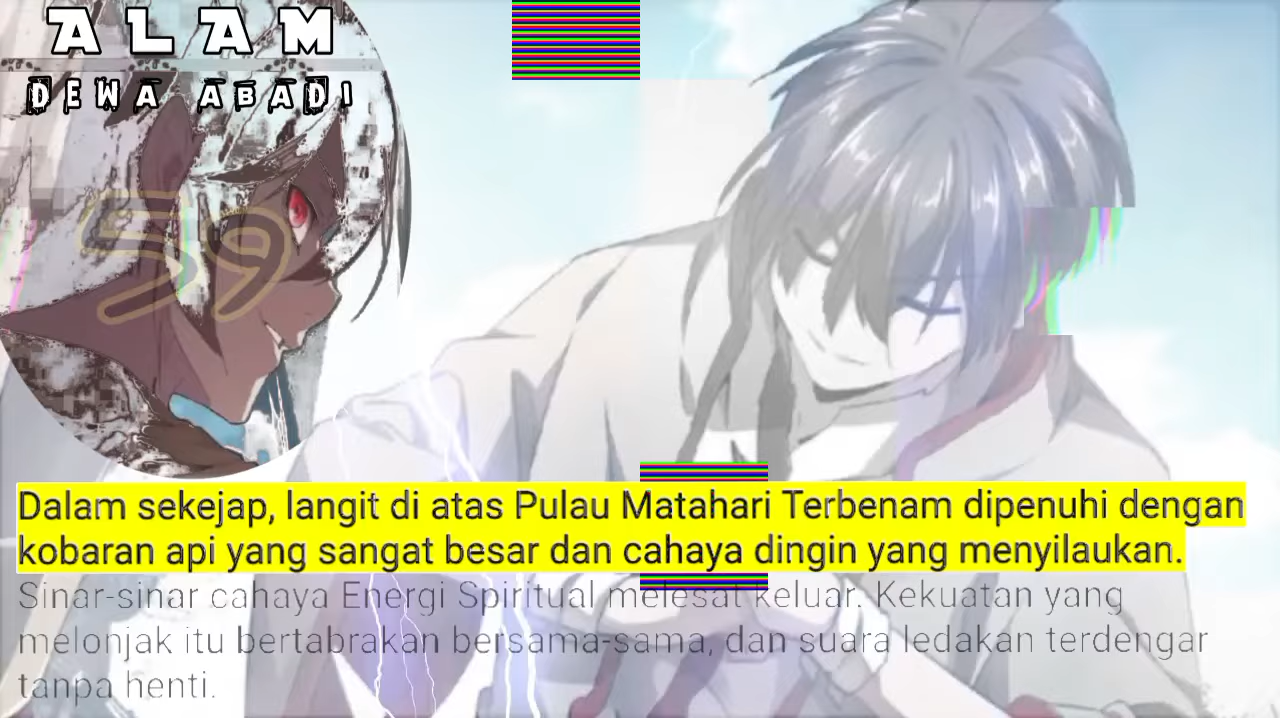 ALAM
DEWA ABADI
59
Dalam sekejap, langit di atas Pulau Matahari Terbenam dipenuhi dengan
kobaran api yang sangat besar dan cahaya dingin yang menyilaukan.
Sinar-sinar cahaya Energi Spiritual melesat keluar. Kekuatan yang
melonjak itu bertabrakan bersama-sama, dan suara ledakan terdengar
tanpa henti.